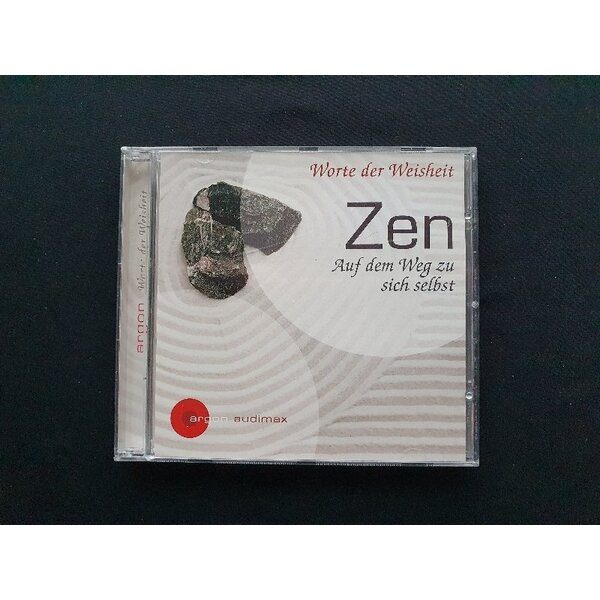 Worte der Weisheit
Zen
Auf dem Weg zu
sich selbst
argon audimax
argon Worte der Weisheit